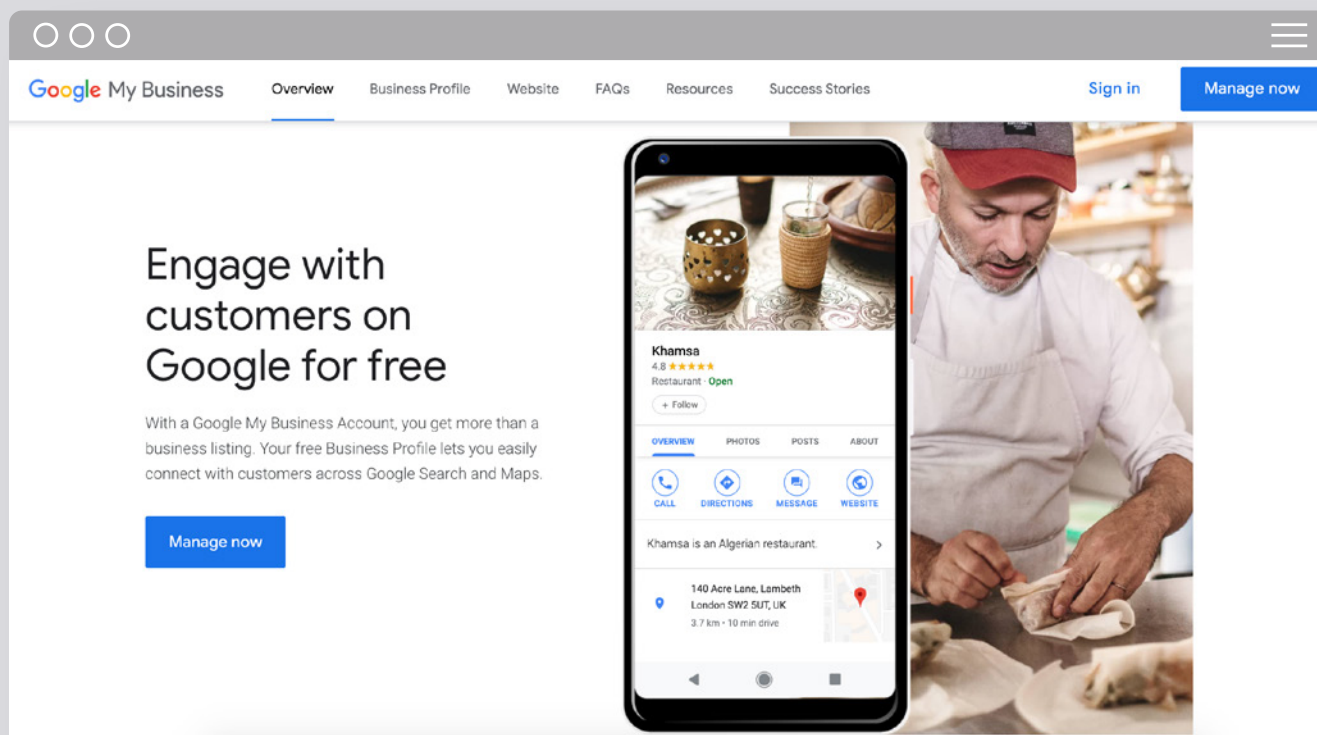 Google My Business
Overview
Business Profile
Website
FAQs
Resources
Success Stories
Sign in
Manage now
Engage with
customers on
Google for free
With a Google My Business Account, you get more than a
business listing. Your free Business Profile lets you easily
connect with customers across Google Search and Maps.
Manage now
Khamsa
4.8
Restaurant · Open
+ Follow
OVERVIEW
PHOTOS
POSTS
ABOUT
CALL
DIRECTIONS
MESSAGE
WEBSITE
Khamsa is an Algerian restaurant.
140 Acre Lane, Lambeth
London SW2 5UT, UK
3.7 km - 10 min drive